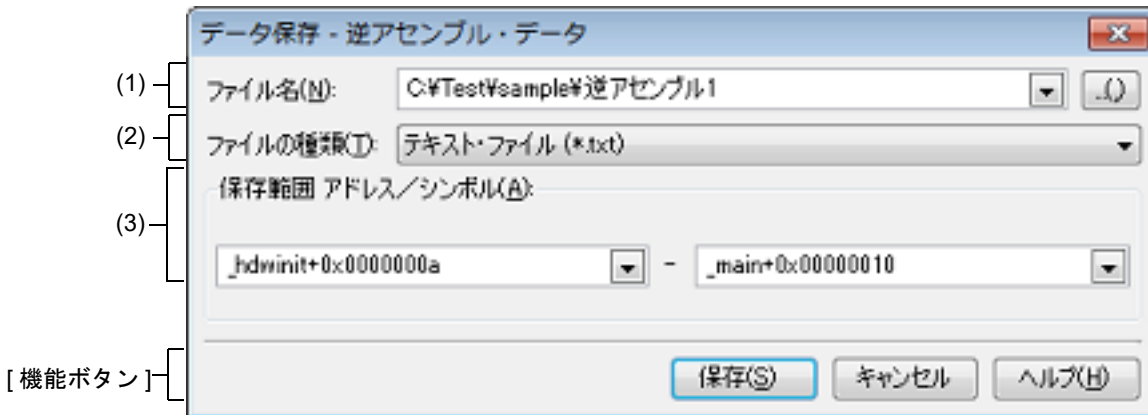 データ保存 - 逆アセンブル・データ
(1)
ファイル名(N): C:¥Test¥sample¥逆アセンブル1 ...()
(2)
ファイルの種類(T): テキスト・ファイル (*.txt)
保存範囲 アドレス／シンボル(A):
(3)
_hdwinit+0x0000000a - _main+0x00000010
[ 機能ボタン ] 保存(S) キャンセル ヘルプ(H)